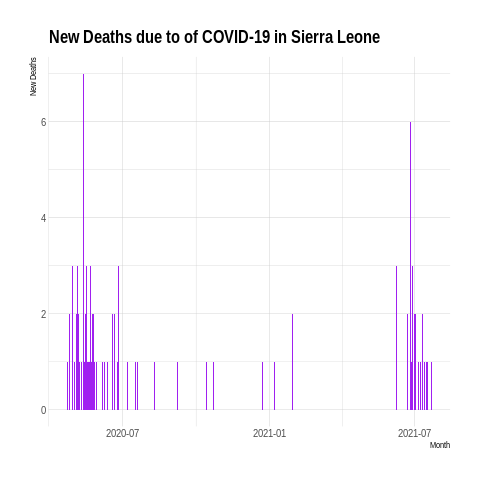 New Deaths due to of COVID-19 in Sierra Leone
New Deaths
6
4
2
0
2020-07
2021-01
2021-07
Month